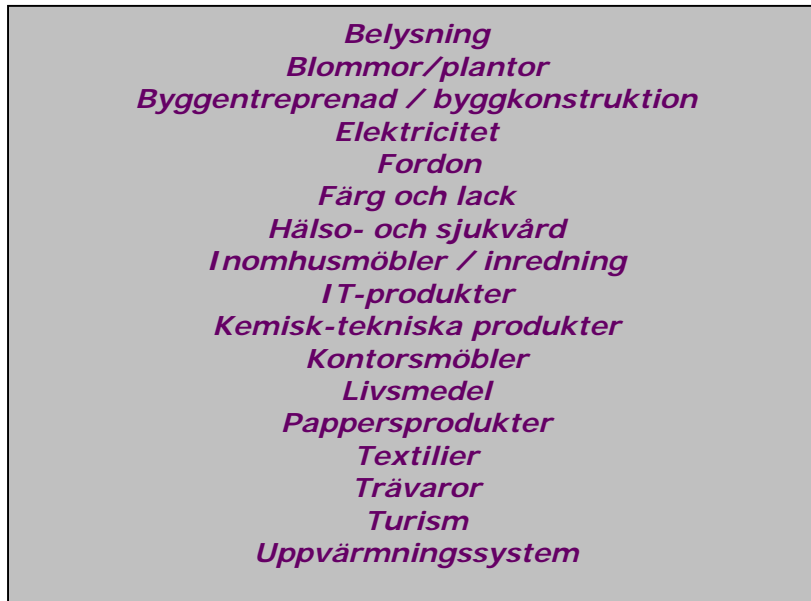 Belysning
Blommor/plantor
Byggentreprenad / byggkonstruktion
Elektricitet
Fordon
Färg och lack
Hälso- och sjukvård
Inomhusmöbler / inredning
IT-produkter
Kemisk-tekniska produkter
Kontorsmöbler
Livsmedel
Pappersprodukter
Textilier
Trävaror
Turism
Uppvärmningssystem